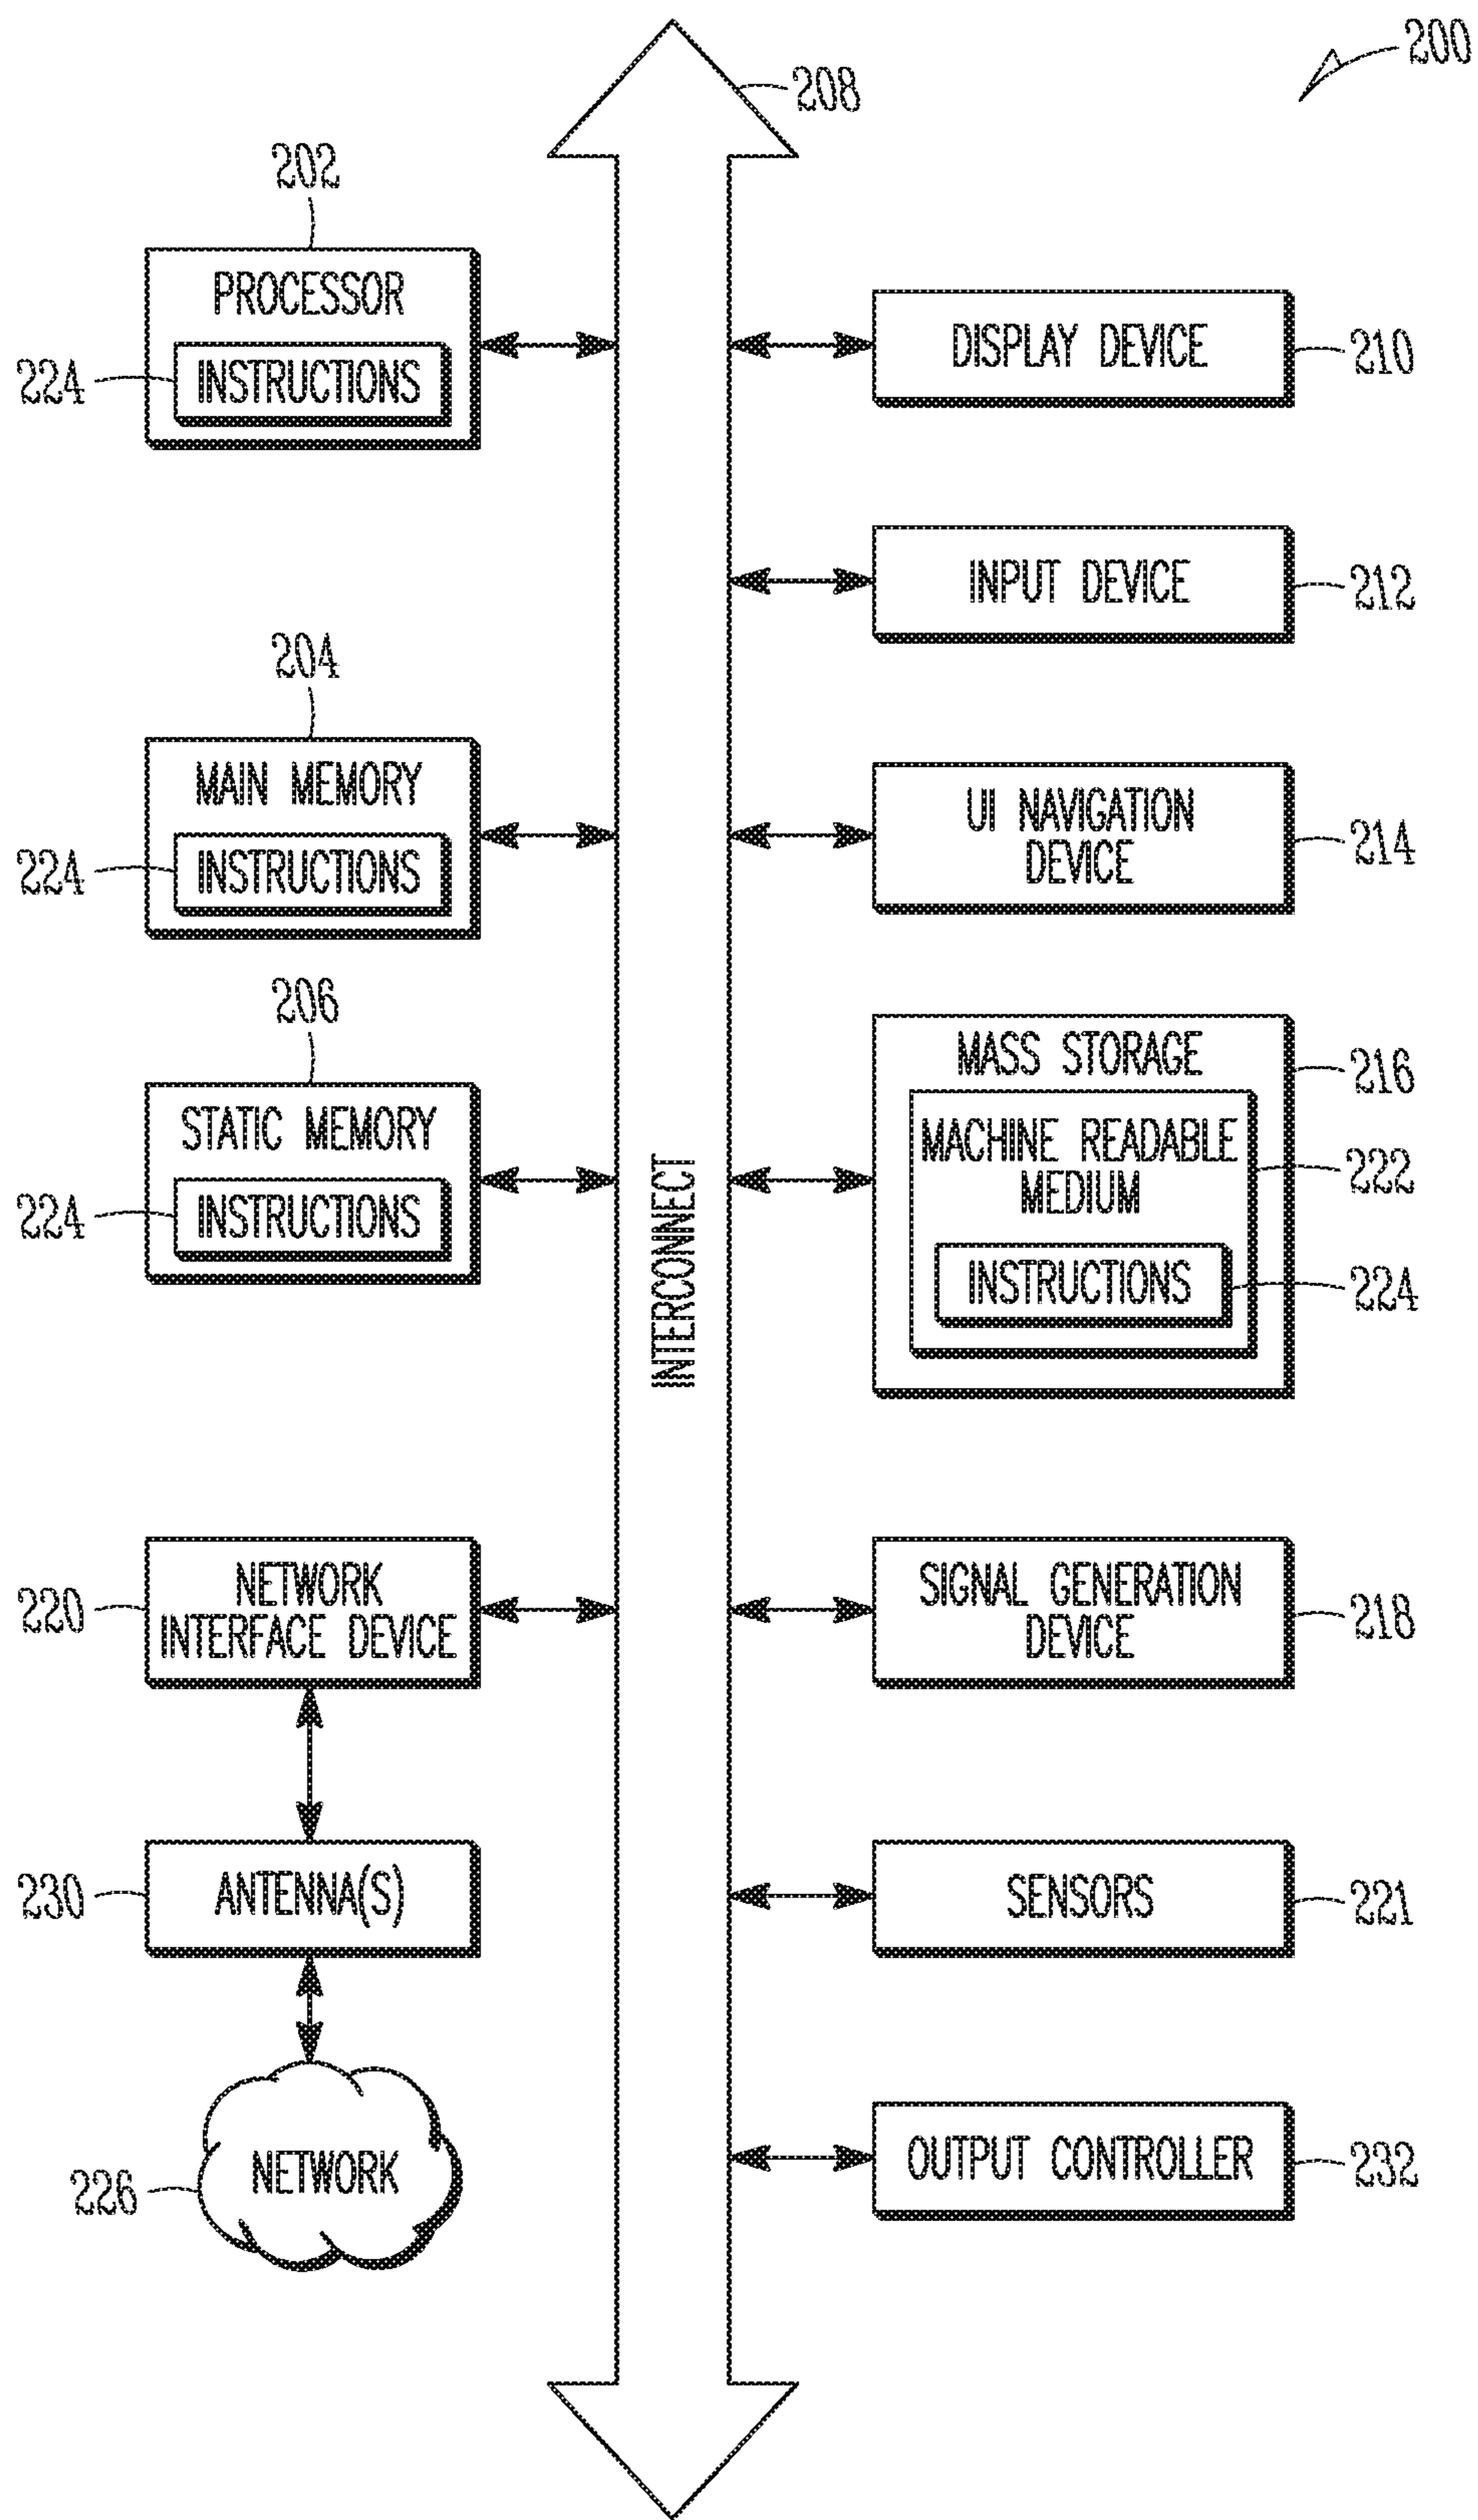 200
208
202
PROCESSOR
224
INSTRUCTIONS
DISPLAY DEVICE
210
INPUT DEVICE
212
204
MAIN MEMORY
224
INSTRUCTIONS
UI NAVIGATION
DEVICE
214
206
STATIC MEMORY
224
INSTRUCTIONS
INTERCONNECT
MASS STORAGE
216
MACHINE READABLE
MEDIUM
222
INSTRUCTIONS
224
NETWORK
INTERFACE DEVICE
220
SIGNAL GENERATION
DEVICE
218
230
ANTENNA(S)
SENSORS
221
226
NETWORK
OUTPUT CONTROLLER
232